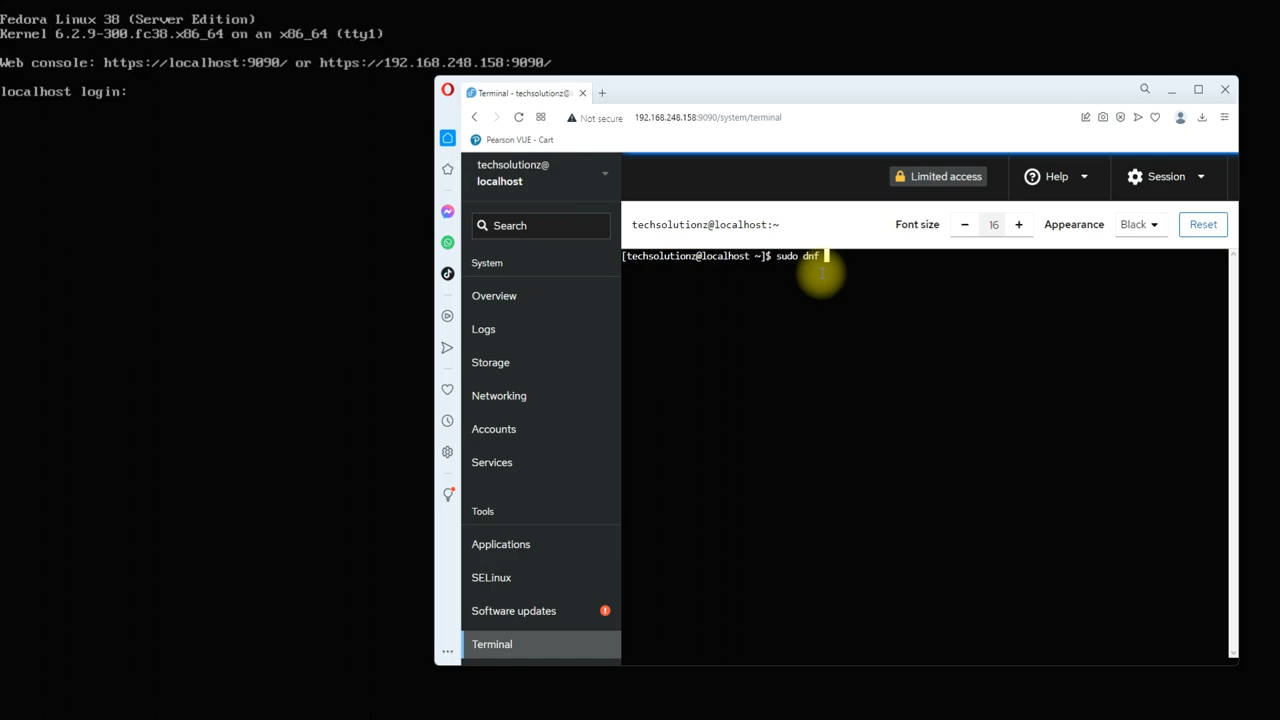 Fedora Linux 38 (Server Edition)
Kernel 6.2.9-300.fc38.x86_64 on an x86_64 (tty1)
Web console: https://localhost:9090/ or https://192.168.248.158:9090/
localhost login:
Terminal - techsolutionz@
Not secure 192.168.248.158:9090/system/terminal
Pearson VUE - Cart
techsolutionz@
localhost
Limited access
Help
Session
Search
techsolutionz@localhost:~
Font size
16
Appearance
Black
Reset
[techsolutionz@localhost ~]$ sudo dnf
System
Overview
Logs
Storage
Networking
Accounts
Services
Tools
Applications
SELinux
Software updates
Terminal